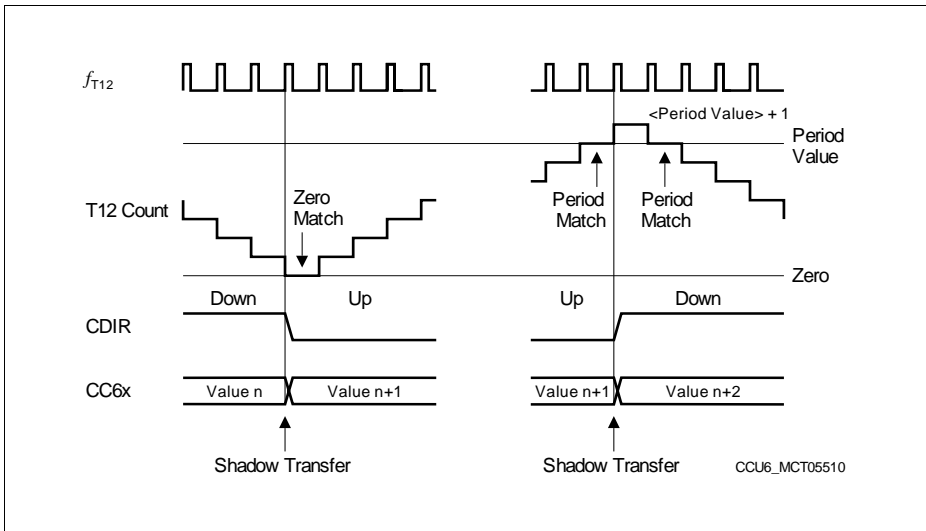 fT12
<Period Value> + 1
Period
Value
Zero
Match
Period
Match
Period
Match
T12 Count
Zero
Down
Up
Up
Down
CDIR
CC6x
Value n
Value n+1
Value n+1
Value n+2
Shadow Transfer
Shadow Transfer
CCU6_MCT05510